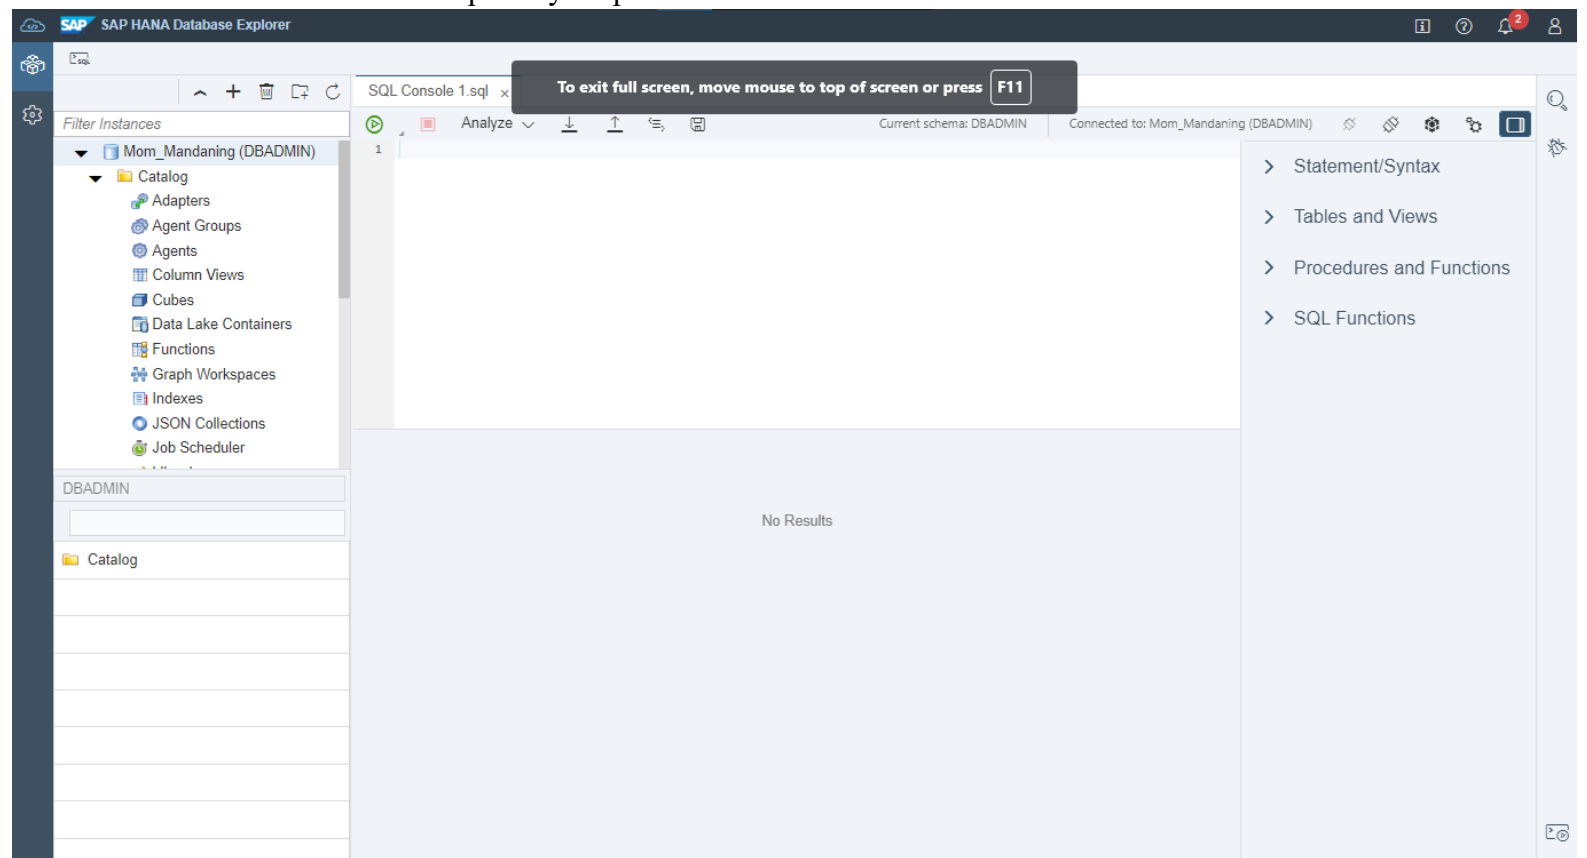 SAP SAP HANA Database Explorer
2
sql
SQL Console 1.sql ×
To exit full screen, move mouse to top of screen or press F11
Filter Instances
Analyze
Current schema: DBADMIN
Connected to: Mom_Mandaning (DBADMIN)
1
Mom_Mandaning (DBADMIN)
Catalog
Adapters
Agent Groups
Agents
Column Views
Cubes
Data Lake Containers
Functions
Graph Workspaces
Indexes
JSON Collections
Job Scheduler
Statement/Syntax
Tables and Views
Procedures and Functions
SQL Functions
DBADMIN
No Results
Catalog